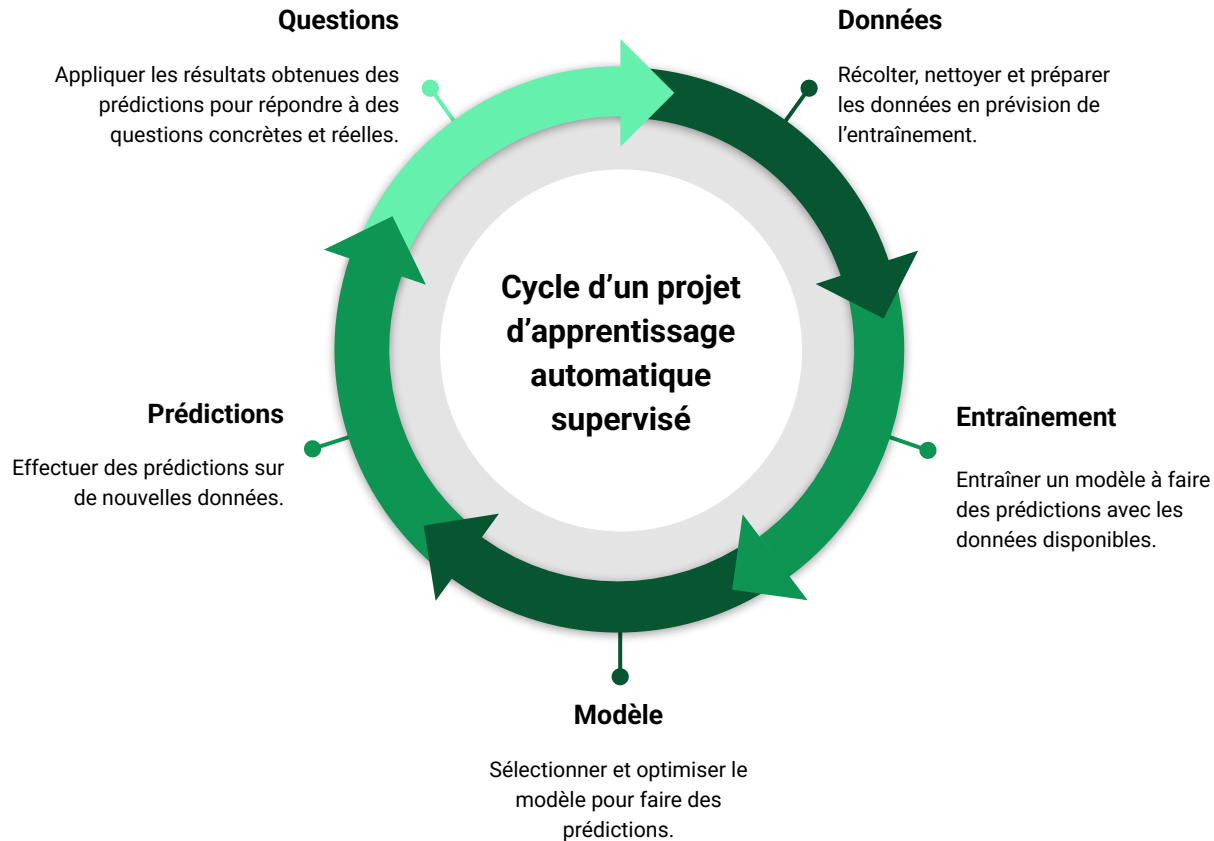 Questions
Appliquer les résultats obtenues des
prédictions pour répondre à des
questions concrètes et réelles.
Données
Récolter, nettoyer et préparer
les données en prévision de
l'entraînement.
Cycle d'un projet
d'apprentissage
automatique
supervisé
Prédictions
Effectuer des prédictions sur
de nouvelles données.
Entraînement
Entraîner un modèle à faire
des prédictions avec les
données disponibles.
Modèle
Sélectionner et optimiser le
modèle pour faire des
prédictions.